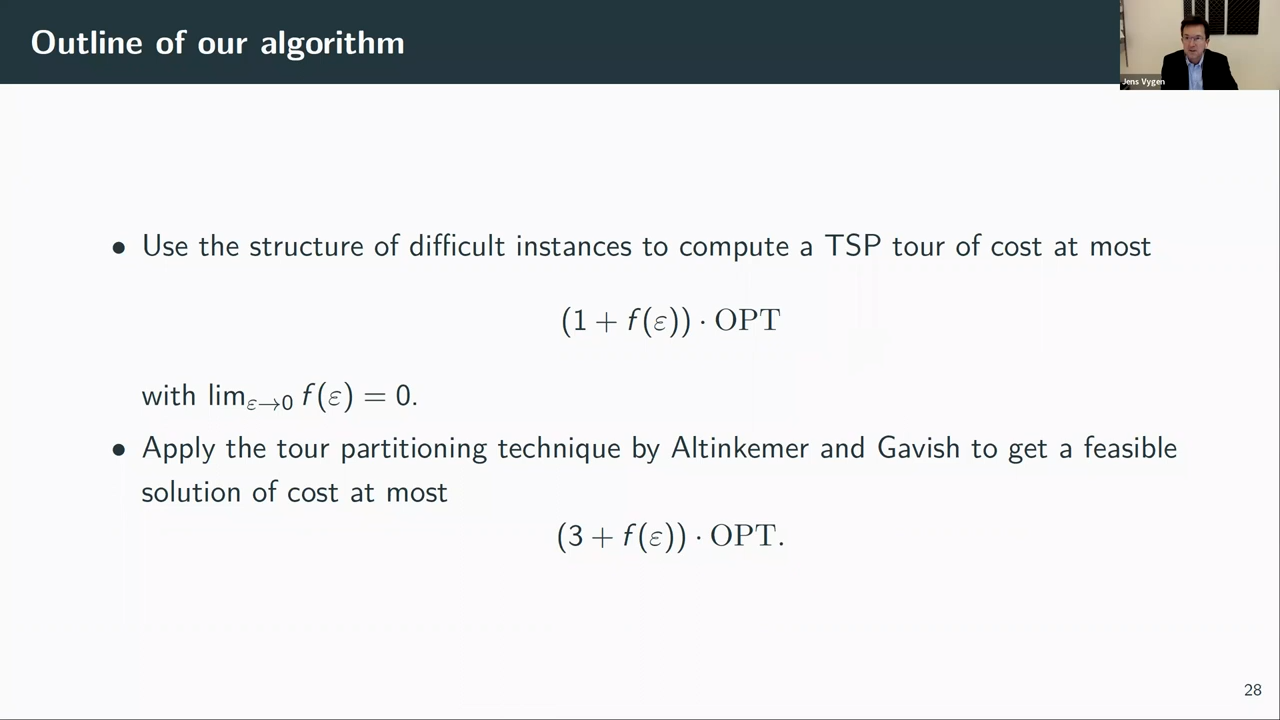 Outline of our algorithm
Jens Vygen
• Use the structure of difficult instances to compute a TSP tour of cost at most
(1 + f(ε)) · OPT
with lim_{ε→0} f(ε) = 0.
• Apply the tour partitioning technique by Altinkemer and Gavish to get a feasible
solution of cost at most
(3 + f(ε)) · OPT.
28